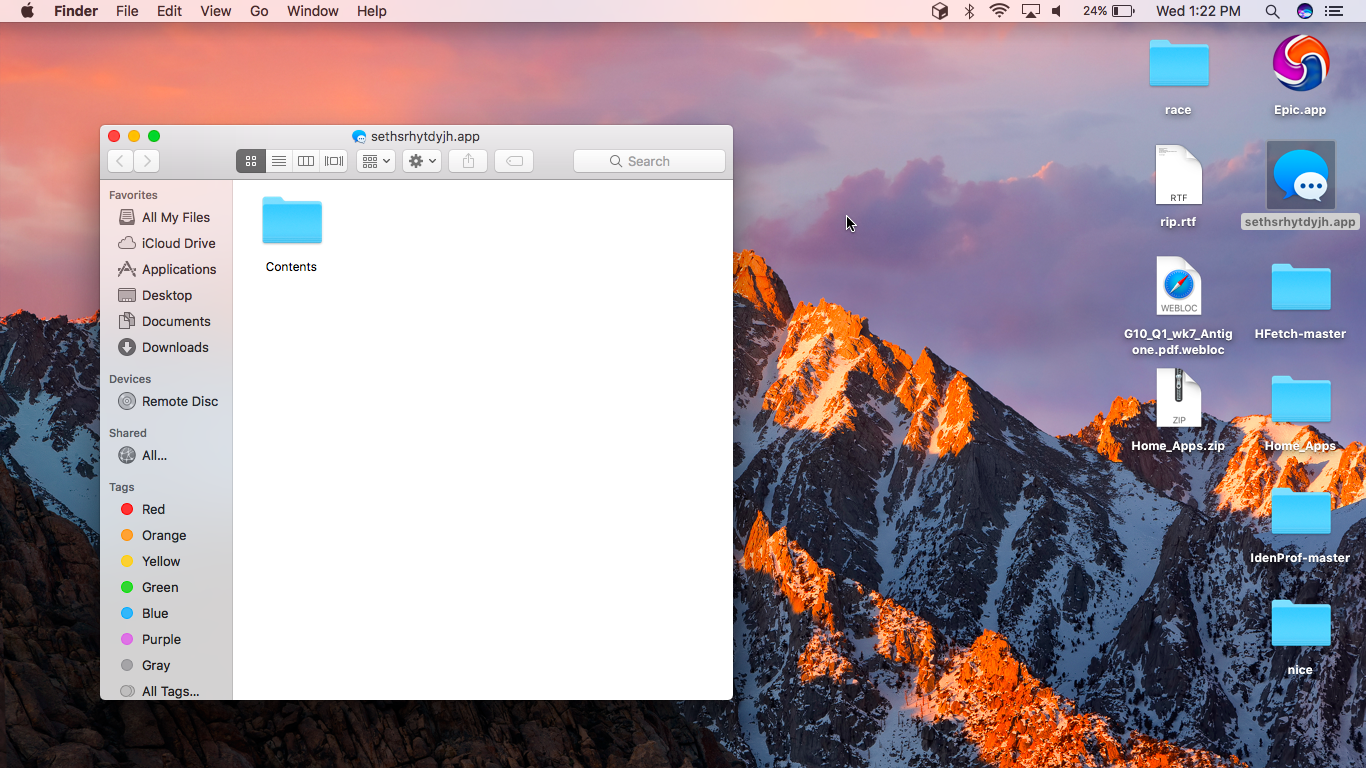 Finder File Edit View Go Window Help 24% Wed 1:22 PM
sethsrhytdyjh.app
Search
Favorites
All My Files
iCloud Drive
Applications
Desktop
Documents
Downloads
Devices
Remote Disc
Shared
All...
Tags
Red
Orange
Yellow
Green
Blue
Purple
Gray
All Tags...
Contents
race
Epic.app
RTF
rip.rtf
sethsrhytdyjh.app
WEBLOC
G10_Q1_wk7_Antig
one.pdf.webloc
HFetch-master
ZIP
Home_Apps.zip
Home_Apps
IdenProf-master
nice